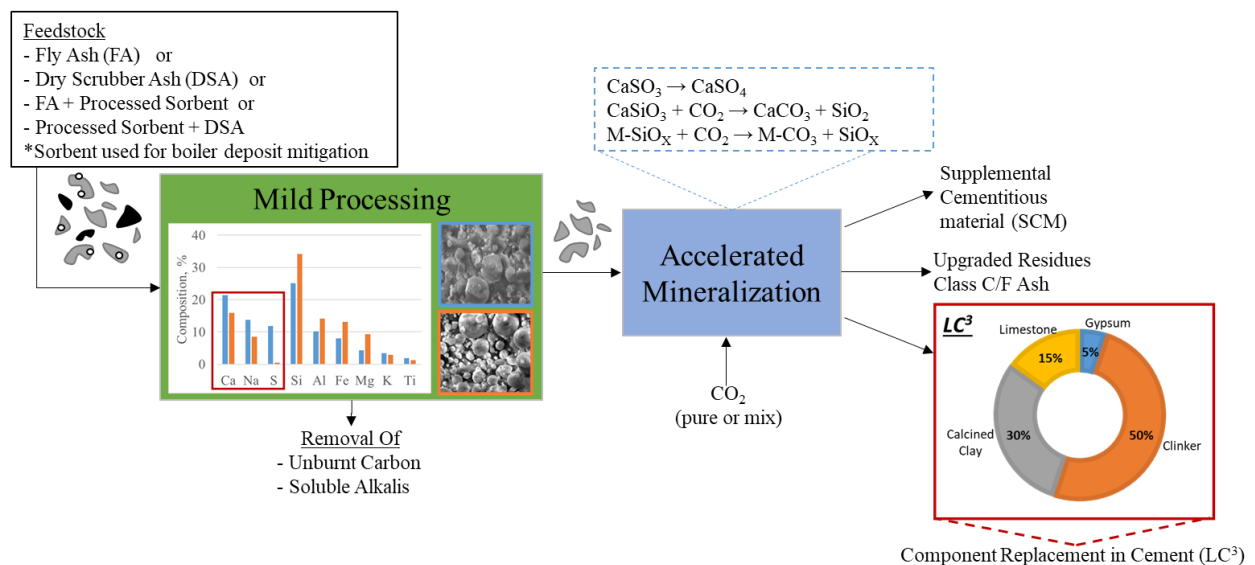 Feedstock
- Fly Ash (FA) or
- Dry Scrubber Ash (DSA) or
- FA + Processed Sorbent or
- Processed Sorbent + DSA
*Sorbent used for boiler deposit mitigation
Mild Processing
Composition, %
40
30
20
10
0
Ca Na S Si Al Fe Mg K Ti
Removal Of
- Unburnt Carbon
- Soluble Alkalis
CaSO₃ → CaSO₄
CaSiO₃ + CO₂ → CaCO₃ + SiO₂
M-SiOₓ + CO₂ → M-CO₃ + SiOₓ
Accelerated
Mineralization
CO₂
(pure or mix)
Supplemental
Cementitious
material (SCM)
Upgraded Residues
Class C/F Ash
LC³
Gypsum
5%
Limestone
15%
Calcined
Clay
30%
50%
Clinker
Component Replacement in Cement (LC³)